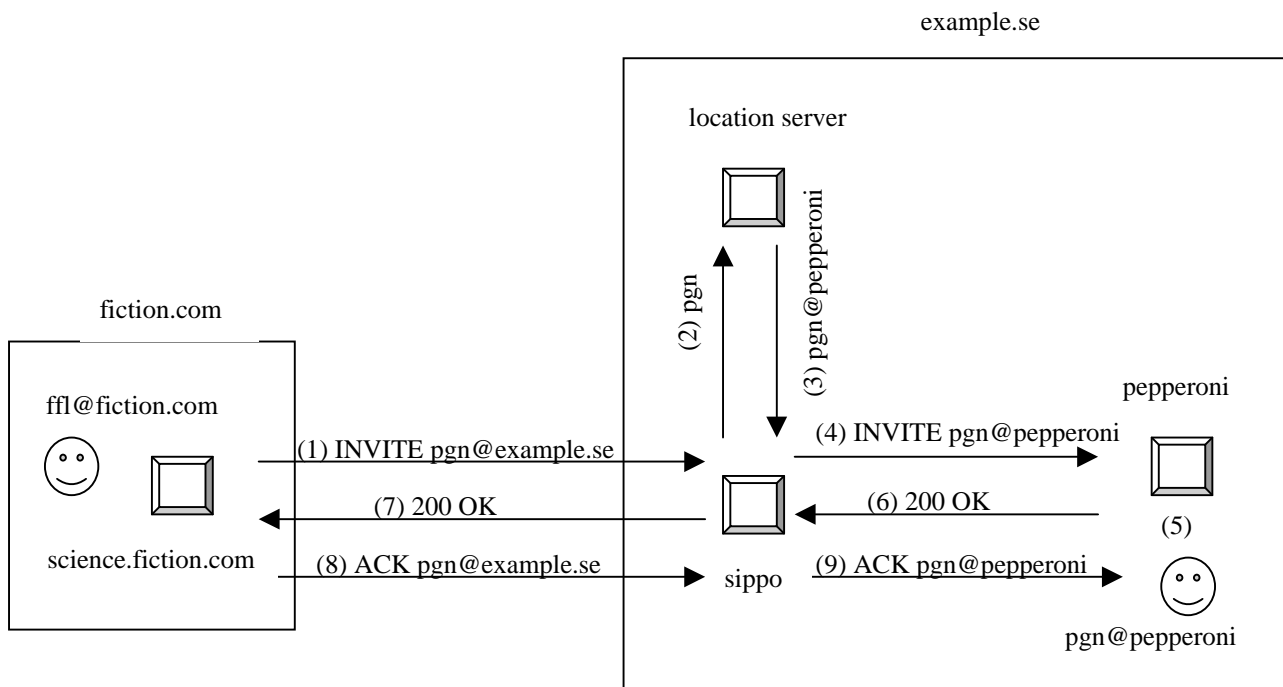 example.se
location server
(2) pgn
(3) pgn@pepperoni
fiction.com
ffl@fiction.com
science.fiction.com
(1) INVITE pgn@example.se
(7) 200 OK
(8) ACK pgn@example.se
sippo
(4) INVITE pgn@pepperoni
(6) 200 OK
(9) ACK pgn@pepperoni
pepperoni
(5)
pgn@pepperoni